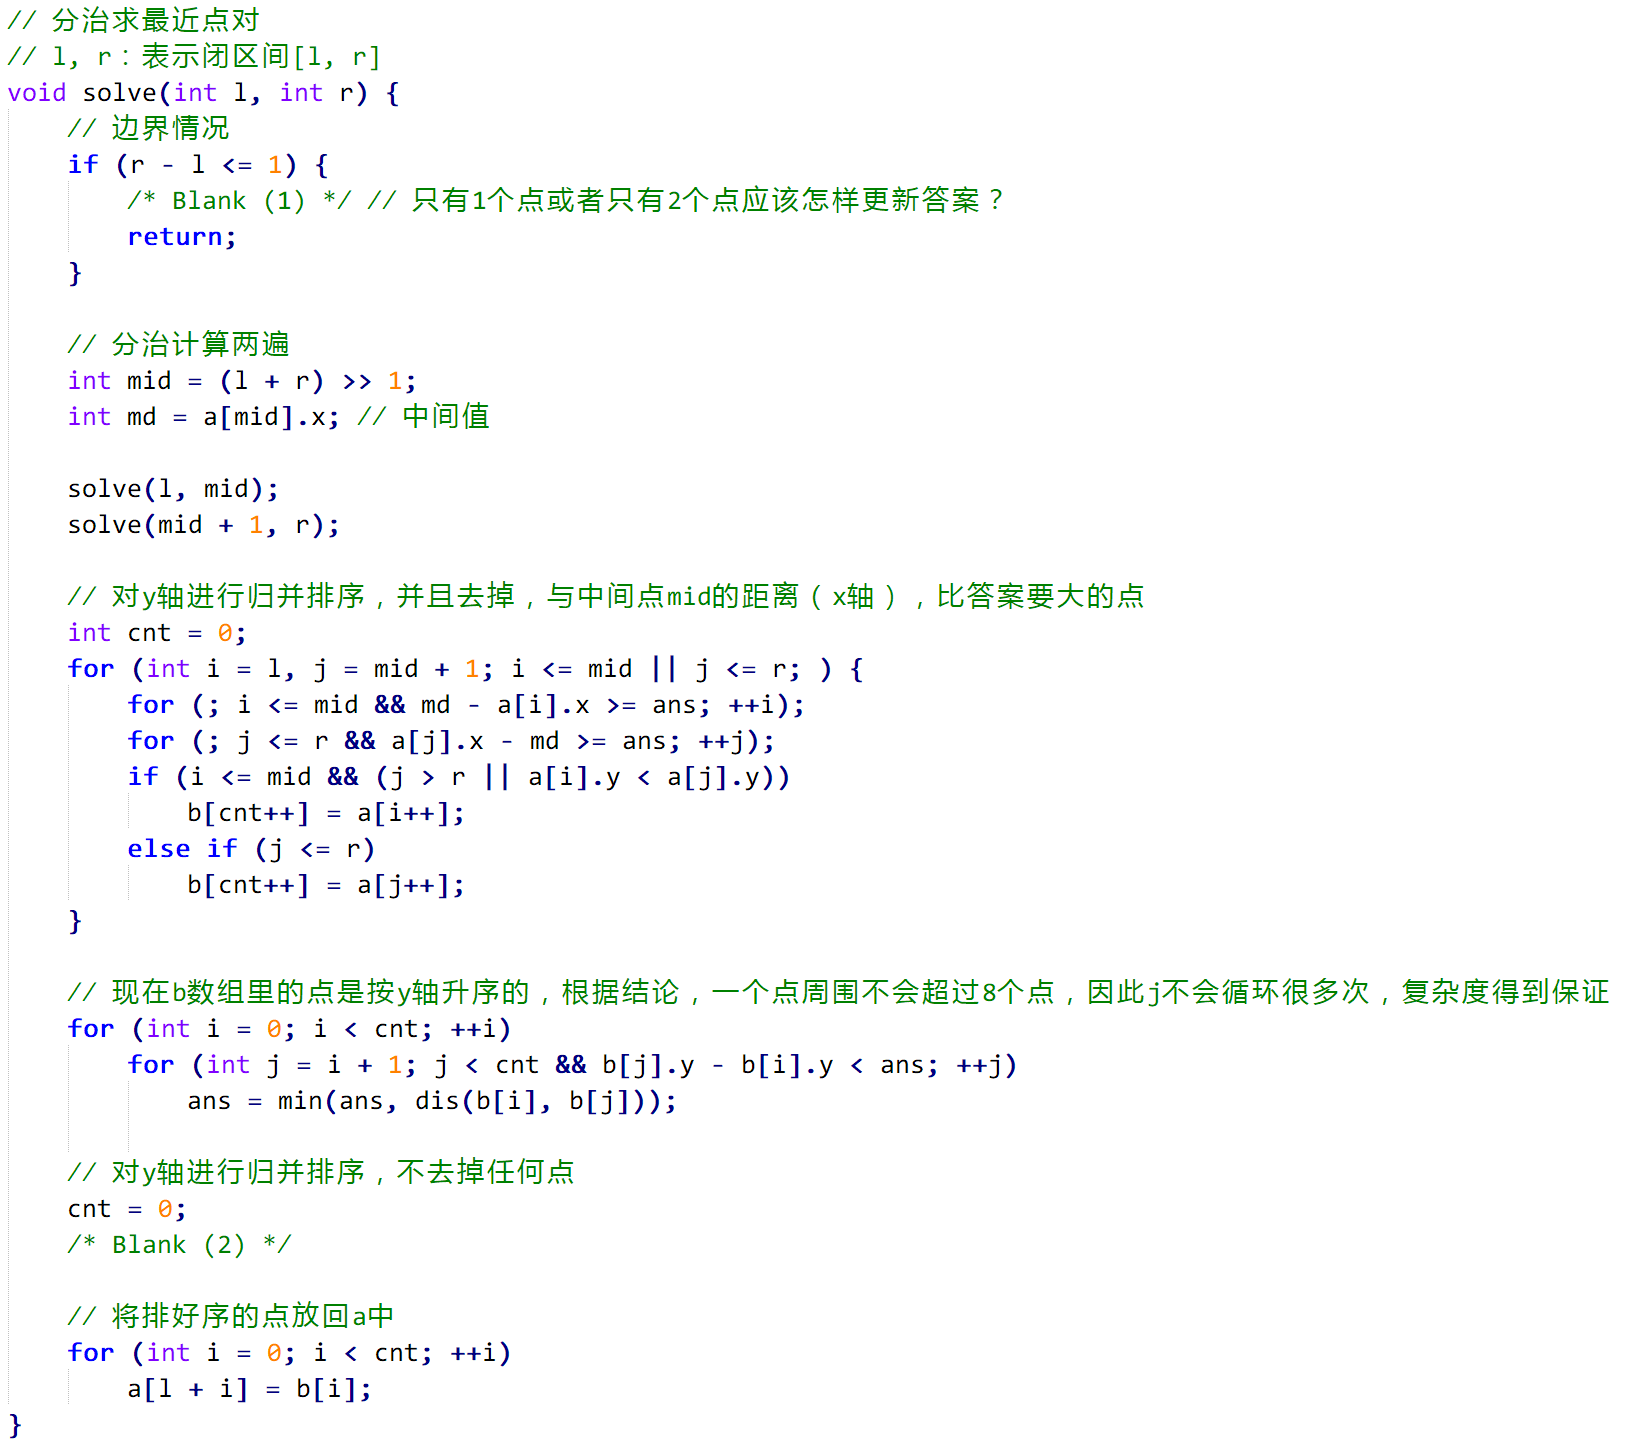 // 分治求最近点对
// l, r：表示闭区间[l, r]
void solve(int l, int r) {
    // 边界情况
    if (r - l <= 1) {
        /* Blank (1) */ // 只有1个点或者只有2个点应该怎样更新答案？
        return;
    }

    // 分治计算两遍
    int mid = (l + r) >> 1;
    int md = a[mid].x; // 中间值

    solve(l, mid);
    solve(mid + 1, r);

    // 对y轴进行归并排序，并且去掉，与中间点mid的距离（x轴），比答案要大的点
    int cnt = 0;
    for (int i = l, j = mid + 1; i <= mid || j <= r; ) {
        for (; i <= mid && md - a[i].x >= ans; ++i);
        for (; j <= r && a[j].x - md >= ans; ++j);
        if (i <= mid && (j > r || a[i].y < a[j].y))
            b[cnt++] = a[i++];
        else if (j <= r)
            b[cnt++] = a[j++];
    }

    // 现在b数组里的点是按y轴升序的，根据结论，一个点周围不会超过8个点，因此j不会循环很多次，复杂度得到保证
    for (int i = 0; i < cnt; ++i)
        for (int j = i + 1; j < cnt && b[j].y - b[i].y < ans; ++j)
            ans = min(ans, dis(b[i], b[j]));

    // 对y轴进行归并排序，不去掉任何点
    cnt = 0;
    /* Blank (2) */

    // 将排好序的点放回a中
    for (int i = 0; i < cnt; ++i)
        a[l + i] = b[i];
}